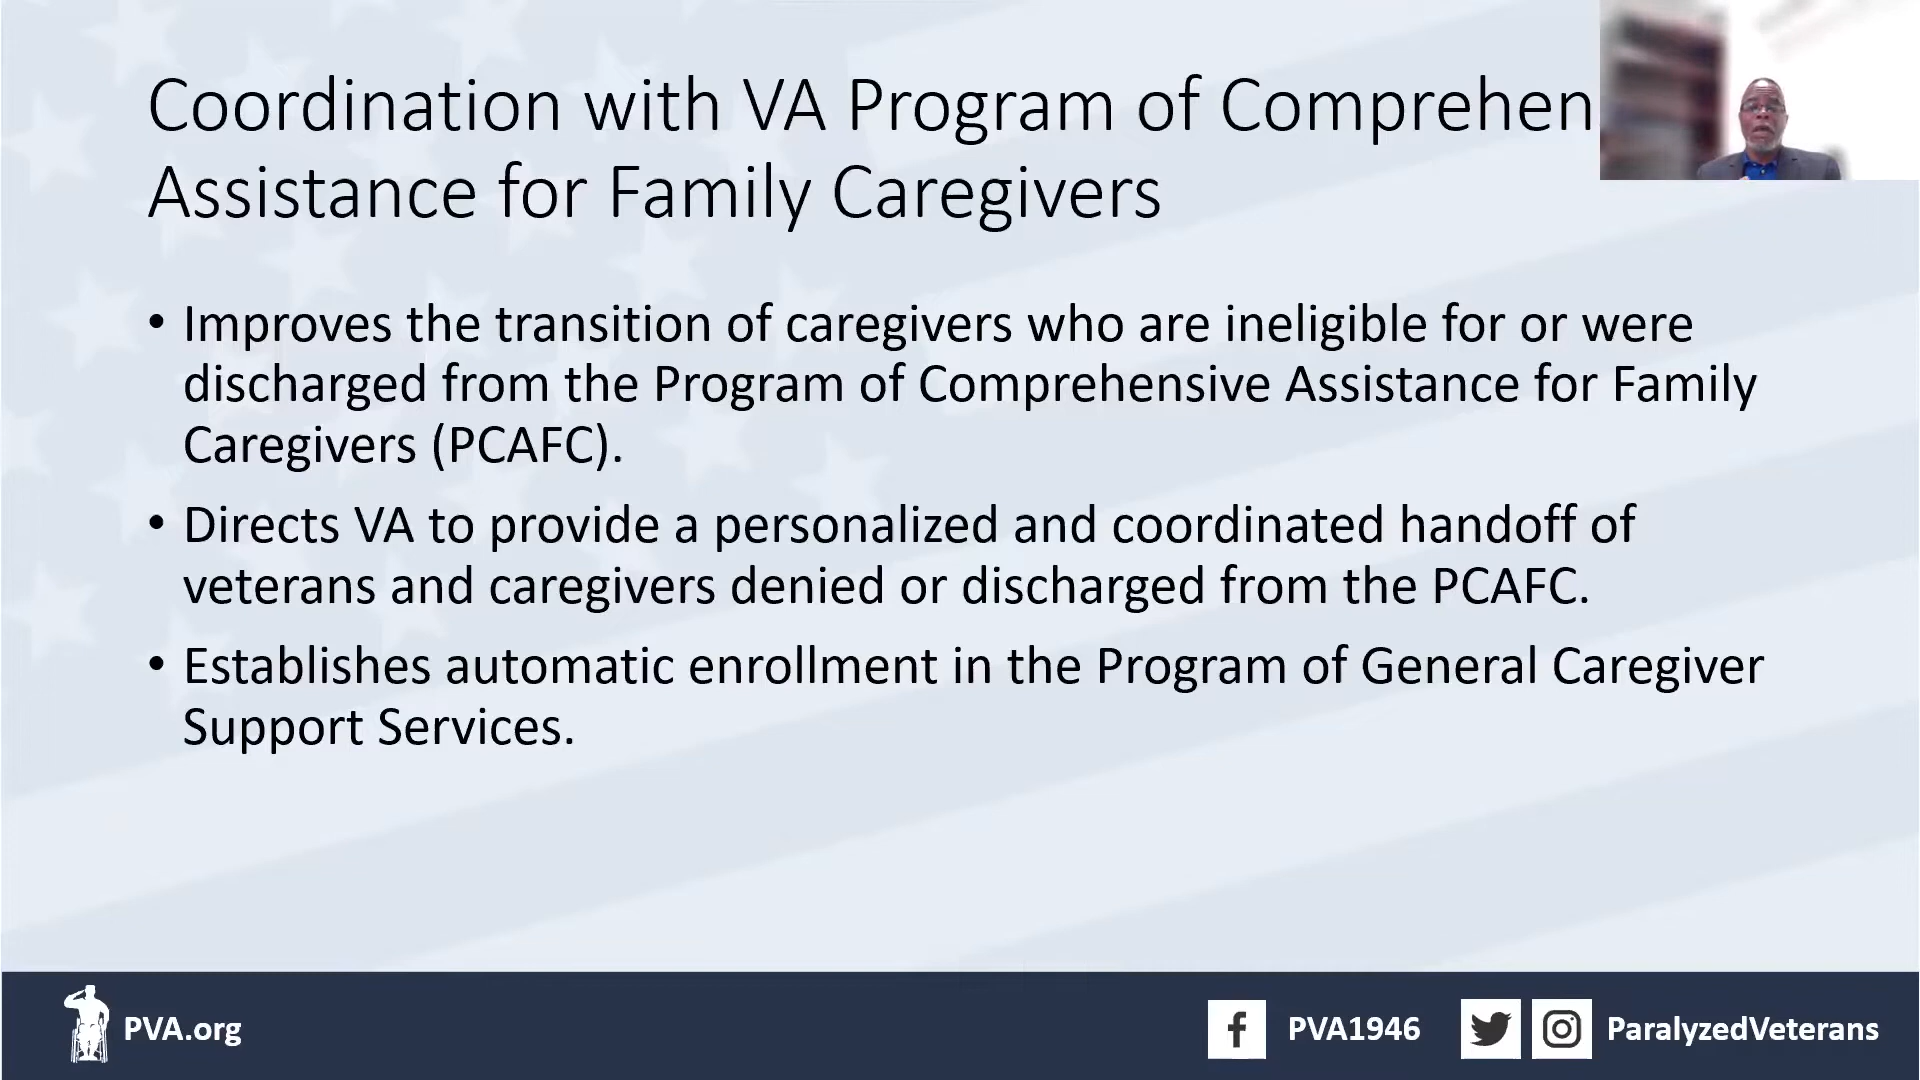 Coordination with VA Program of Comprehen
Assistance for Family Caregivers
• Improves the transition of caregivers who are ineligible for or were
discharged from the Program of Comprehensive Assistance for Family
Caregivers (PCAFC).
• Directs VA to provide a personalized and coordinated handoff of
veterans and caregivers denied or discharged from the PCAFC.
• Establishes automatic enrollment in the Program of General Caregiver
Support Services.
PVA.org
PVA1946
ParalyzedVeterans